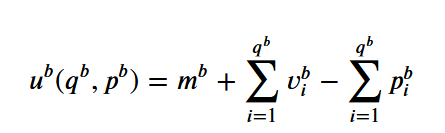 u^b(q^b, p^b) = m^b + \sum_{i=1}^{q^b} v_i^b − \sum_{i=1}^{q^b} p_i^b